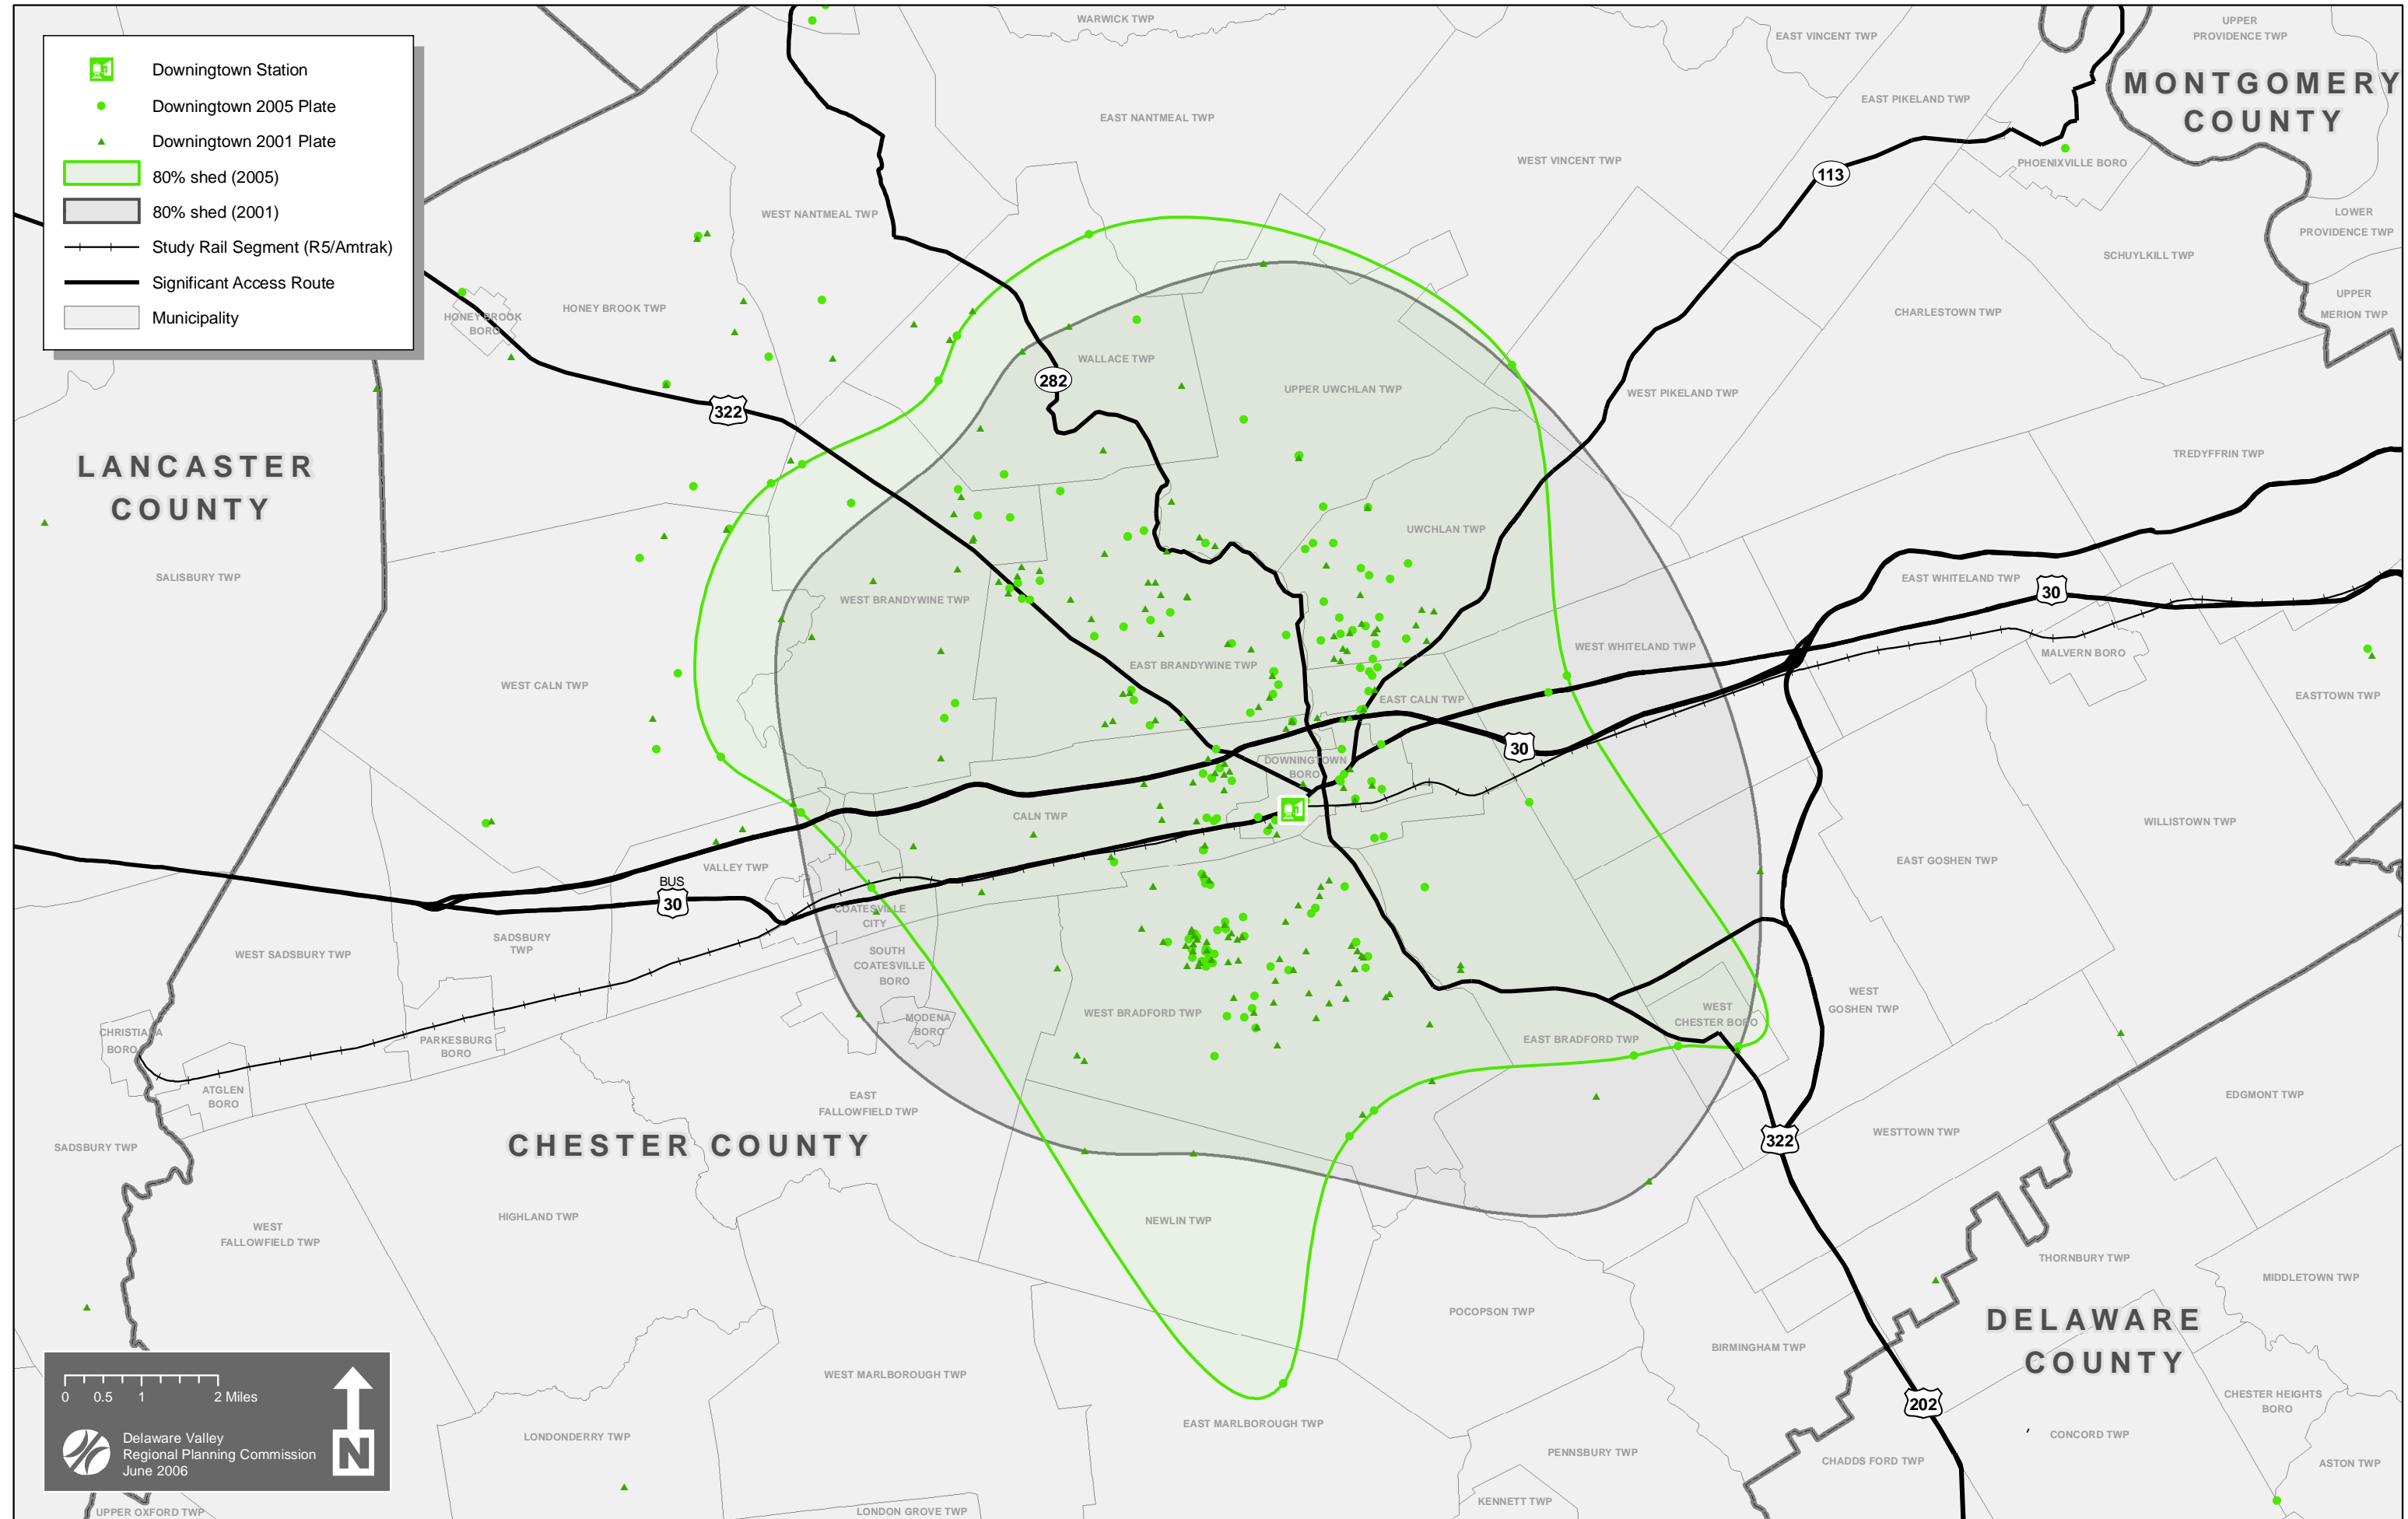 Downingtown Station
Downingtown 2005 Plate
Downingtown 2001 Plate
80% shed (2005)
80% shed (2001)
Study Rail Segment (R5/Amtrak)
Significant Access Route
Municipality
WARWICK TWP
EAST VINCENT TWP
UPPER
PROVIDENCE TWP
MONTGOMERY
COUNTY
EAST PIKELAND TWP
EAST NANTMEAL TWP
WEST VINCENT TWP
PHOENIXVILLE BORO
113
WEST NANTMEAL TWP
LOWER
PROVIDENCE TWP
SCHUYLKILL TWP
UPPER
MERION TWP
HONEY BROOK TWP
HONEY BROOK
BORO
CHARLESTOWN TWP
WALLACE TWP
282
UPPER UWCHLAN TWP
WEST PIKELAND TWP
322
LANCASTER
COUNTY
TREDYFFRIN TWP
UWCHLAN TWP
SALISBURY TWP
EAST WHITELAND TWP
30
WEST BRANDYWINE TWP
WEST WHITELAND TWP
MALVERN BORO
EAST BRANDYWINE TWP
WEST CALN TWP
EAST CALN TWP
EASTTOWN TWP
30
DOWNINGTOWN
BORO
CALN TWP
WILLISTOWN TWP
VALLEY TWP
EAST GOSHEN TWP
BUS
30
COATESVILLE
CITY
SADSBURY
TWP
WEST SADSBURY TWP
SOUTH
COATESVILLE
BORO
WEST
GOSHEN TWP
WEST
CHESTER BORO
WEST BRADFORD TWP
MODENA
BORO
CHRISTIANA
BORO
PARKESBURG
BORO
EAST BRADFORD TWP
ATGLEN
BORO
EAST
FALLOWFIELD TWP
EDGMONT TWP
CHESTER COUNTY
SADSBURY TWP
322
WESTTOWN TWP
HIGHLAND TWP
NEWLIN TWP
WEST
FALLOWFIELD TWP
THORNBURY TWP
MIDDLETOWN TWP
POCOPSON TWP
DELAWARE
COUNTY
BIRMINGHAM TWP
WEST MARLBOROUGH TWP
0 0.5 1 2 Miles
202
CHESTER HEIGHTS
BORO
EAST MARLBOROUGH TWP
LONDONDERRY TWP
CONCORD TWP
Delaware Valley
Regional Planning Commission
June 2006
N
PENNSBURY TWP
CHADDS FORD TWP
ASTON TWP
KENNETT TWP
UPPER OXFORD TWP
LONDON GROVE TWP